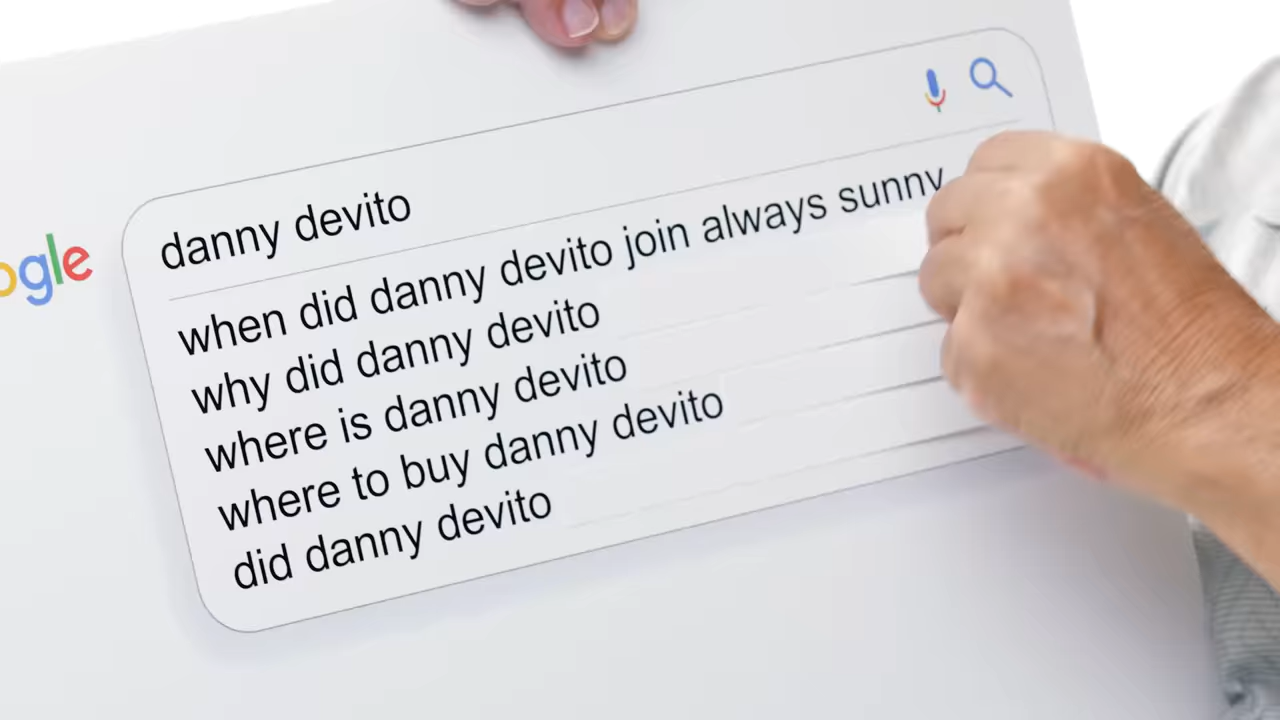 ogle
danny devito
when did danny devito join always sunny
why did danny devito
where is danny devito
where to buy danny devito
did danny devito